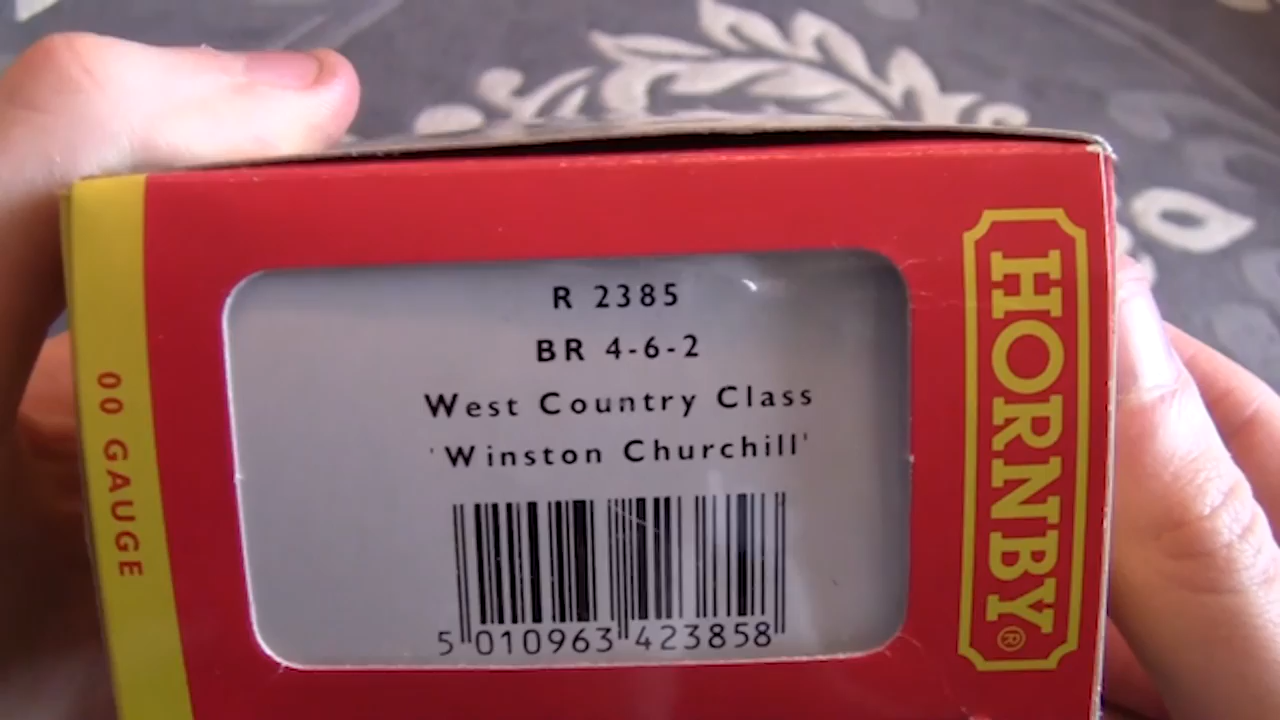 R 2385
BR 4-6-2
West Country Class
'Winston Churchill'
5 010963 423858
00 GAUGE
HORNBY®